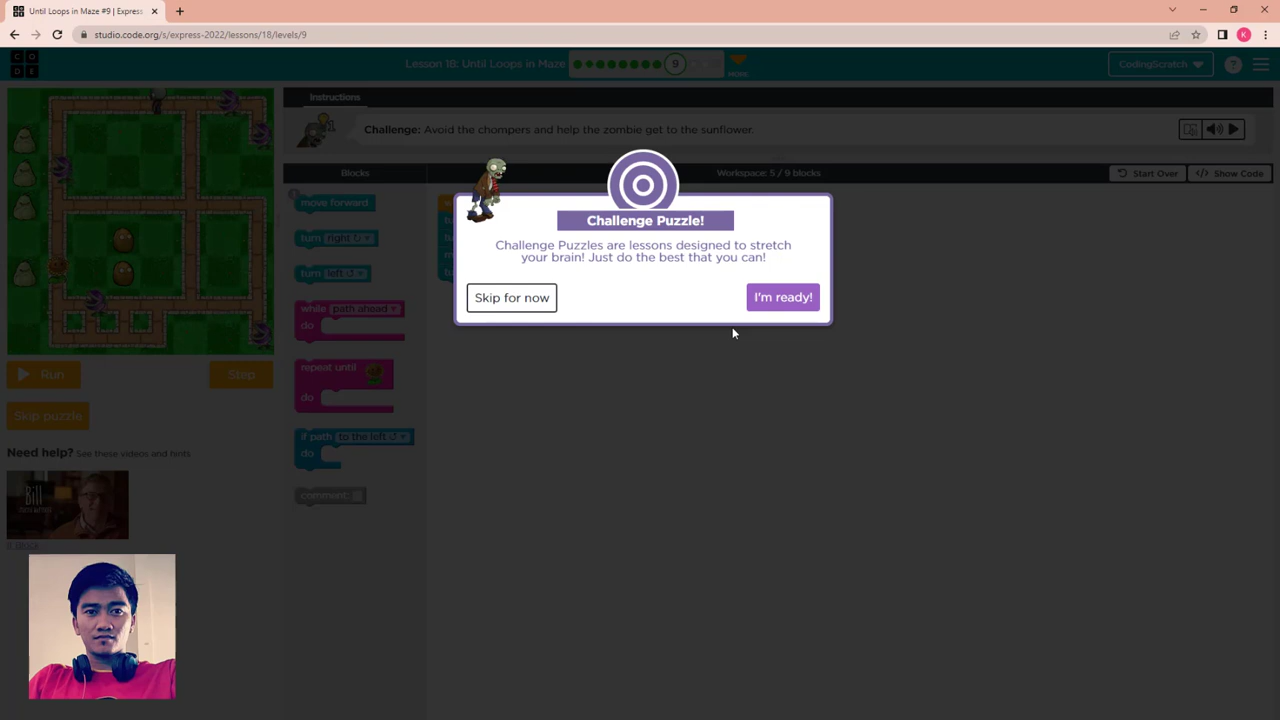 Until Loops in Maze #9 | Express
studio.code.org/s/express-2022/lessons/18/levels/9
K
C O
D E
Lesson 18: Until Loops in Maze
9
MORE
CodingScratch
?
Instructions
Challenge: Avoid the chompers and help the zombie get to the sunflower.
Blocks
Workspace: 5 / 9 blocks
Start Over
</> Show Code
move forward
turn right
turn left
while path ahead
do
repeat until
do
if path to the left
do
comment:
Challenge Puzzle!
Challenge Puzzles are lessons designed to stretch
your brain! Just do the best that you can!
Skip for now
I'm ready!
Run
Step
Skip puzzle
Need help? See these videos and hints
Bill